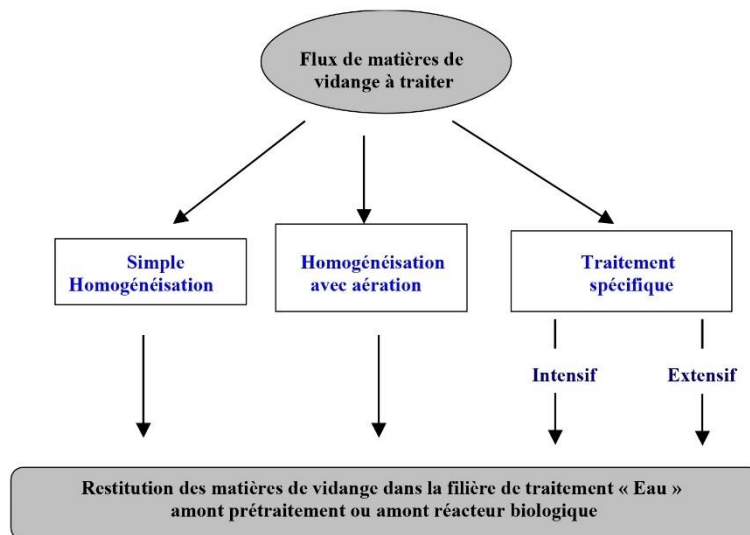 Flux de matières de
vidange à traiter
Simple
Homogénéisation
Homogénéisation
avec aération
Traitement
spécifique
Intensif
Extensif
Restitution des matières de vidange dans la filière de traitement « Eau »
amont prétraitement ou amont réacteur biologique